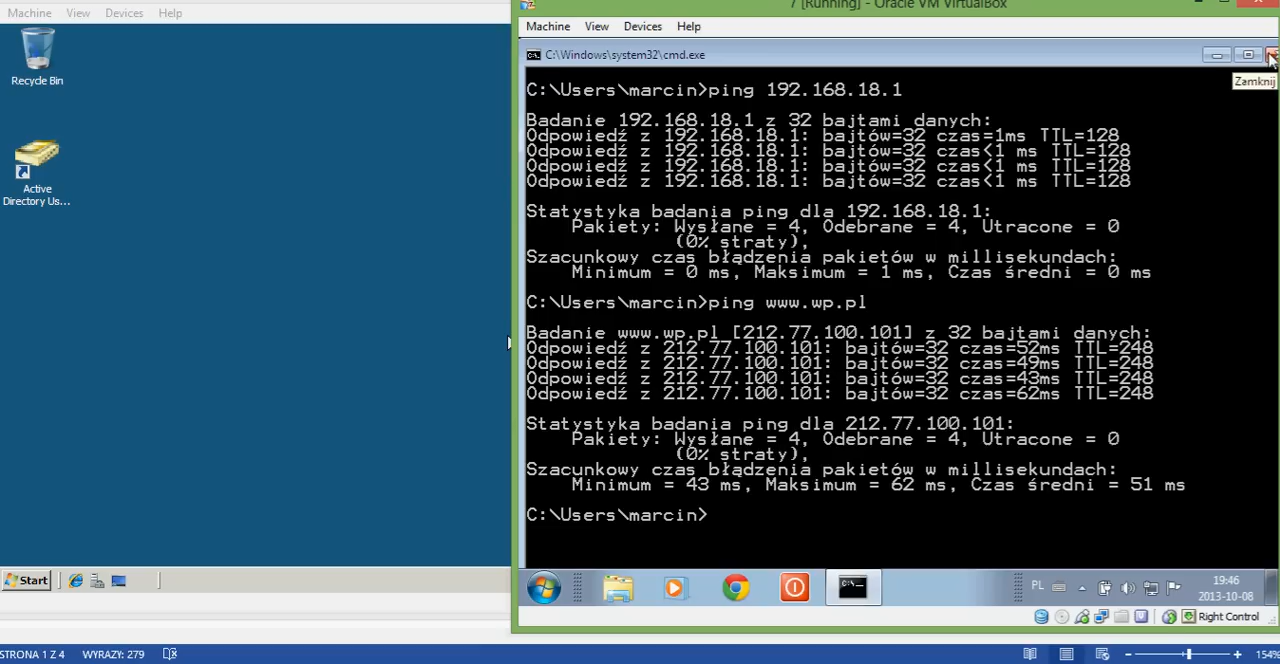 Machine View Devices Help
Recycle Bin
Active
Directory Us...
Start
7 [Running] - Oracle VM VirtualBox
Machine View Devices Help
C:\Windows\system32\cmd.exe
Zamknij
C:\Users\marcin>ping 192.168.18.1
Badanie 192.168.18.1 z 32 bajtami danych:
Odpowiedź z 192.168.18.1: bajtów=32 czas=1ms TTL=128
Odpowiedź z 192.168.18.1: bajtów=32 czas<1 ms TTL=128
Odpowiedź z 192.168.18.1: bajtów=32 czas<1 ms TTL=128
Odpowiedź z 192.168.18.1: bajtów=32 czas<1 ms TTL=128
Statystyka badania ping dla 192.168.18.1:
Pakiety: Wysłane = 4, Odebrane = 4, Utracone = 0
(0% straty),
Szacunkowy czas błądzenia pakietów w millisekundach:
Minimum = 0 ms, Maksimum = 1 ms, Czas średni = 0 ms
C:\Users\marcin>ping www.wp.pl
Badanie www.wp.pl [212.77.100.101] z 32 bajtami danych:
Odpowiedź z 212.77.100.101: bajtów=32 czas=52ms TTL=248
Odpowiedź z 212.77.100.101: bajtów=32 czas=49ms TTL=248
Odpowiedź z 212.77.100.101: bajtów=32 czas=43ms TTL=248
Odpowiedź z 212.77.100.101: bajtów=32 czas=62ms TTL=248
Statystyka badania ping dla 212.77.100.101:
Pakiety: Wysłane = 4, Odebrane = 4, Utracone = 0
(0% straty),
Szacunkowy czas błądzenia pakietów w millisekundach:
Minimum = 43 ms, Maksimum = 62 ms, Czas średni = 51 ms
C:\Users\marcin>
PL
19:46
2013-10-08
Right Control
STRONA 1 Z 4 WYRAZY: 279
154%